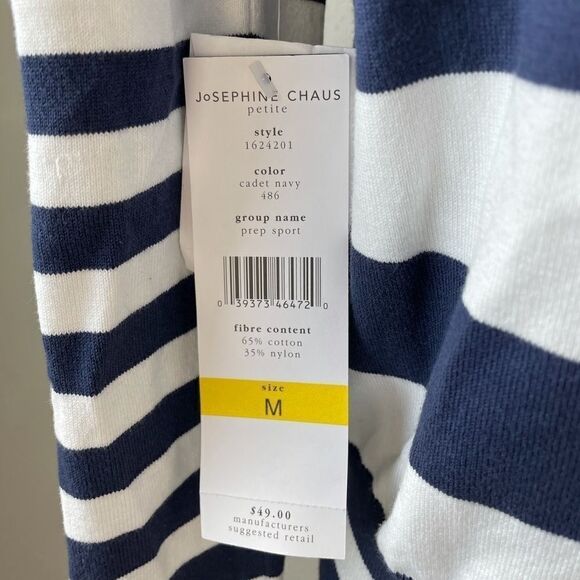 JoSEPHINE CHAUS
petite
style
1624201
color
cadet navy
486
group name
prep sport
0 39373 46472 0
fibre content
65% cotton
35% nylon
size
M
$49.00
manufacturers
suggested retail